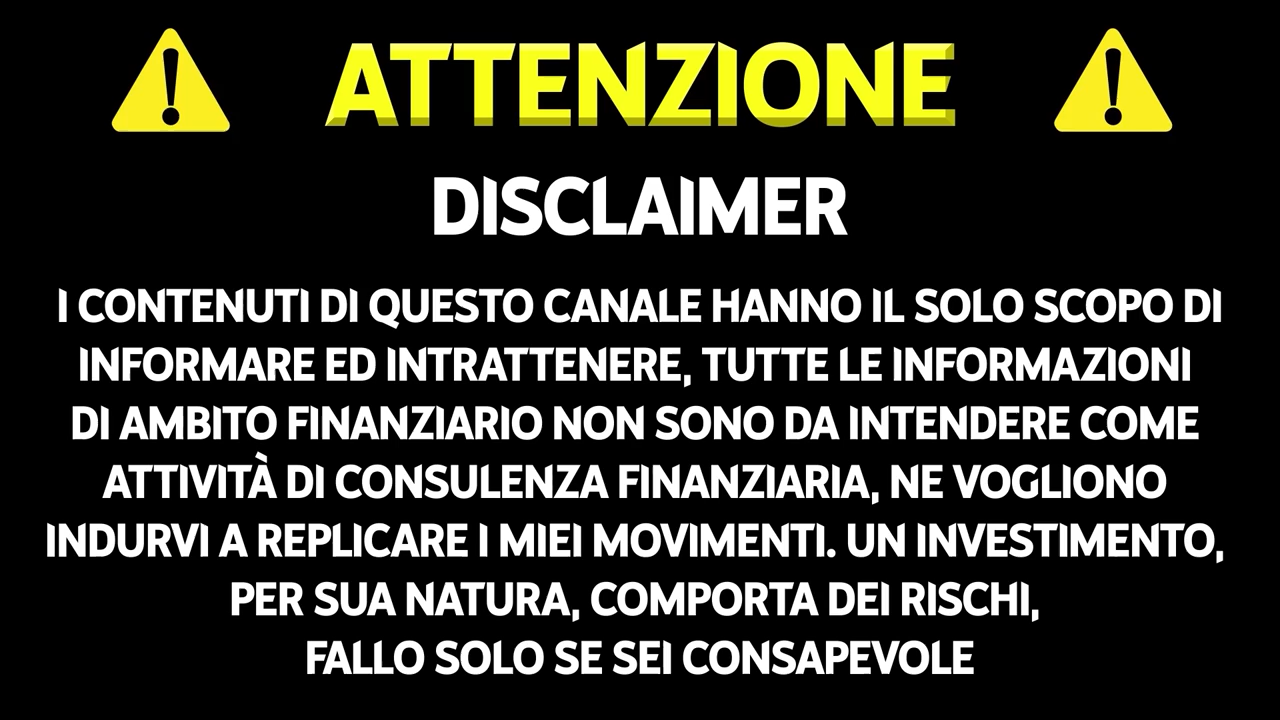 ATTENZIONE
DISCLAIMER
I CONTENUTI DI QUESTO CANALE HANNO IL SOLO SCOPO DI
INFORMARE ED INTRATTENERE, TUTTE LE INFORMAZIONI
DI AMBITO FINANZIARIO NON SONO DA INTENDERE COME
ATTIVITÀ DI CONSULENZA FINANZIARIA, NE VOGLIONO
INDURVI A REPLICARE I MIEI MOVIMENTI. UN INVESTIMENTO,
PER SUA NATURA, COMPORTA DEI RISCHI,
FALLO SOLO SE SEI CONSAPEVOLE